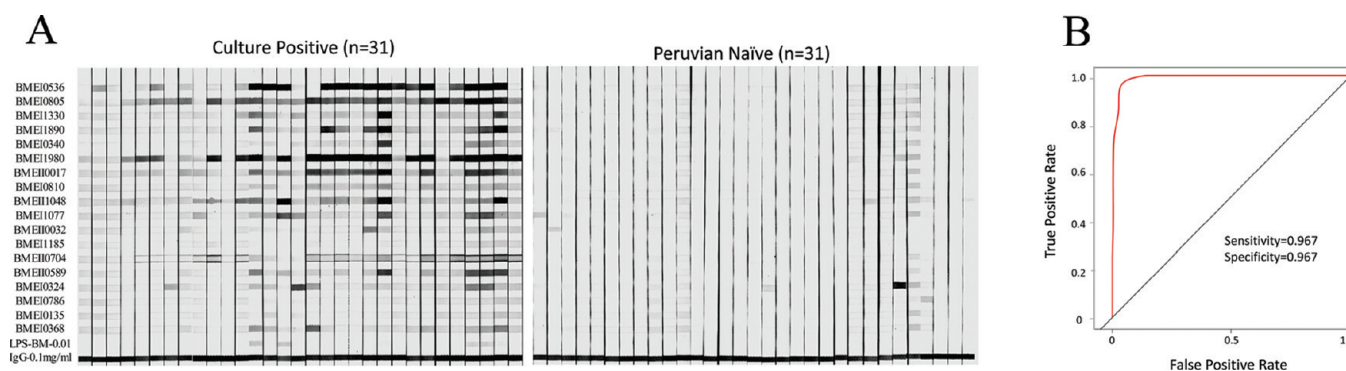 A
Culture Positive (n=31)
Peruvian Naïve (n=31)
BMEI0536
BMEI0805
BMEI1330
BMEI1890
BMEI0340
BMEI1980
BMEII0017
BMEI0810
BMEII1048
BMEI1077
BMEII0032
BMEI1185
BMEII0704
BMEII0589
BMEI0324
BMEI0786
BMEI0135
BMEI0368
LPS-BM-0.01
IgG-0.1mg/ml
B
True Positive Rate
1.0
0.8
0.6
0.4
0.2
0
Sensitivity=0.967
Specificity=0.967
0
0.5
False Positive Rate